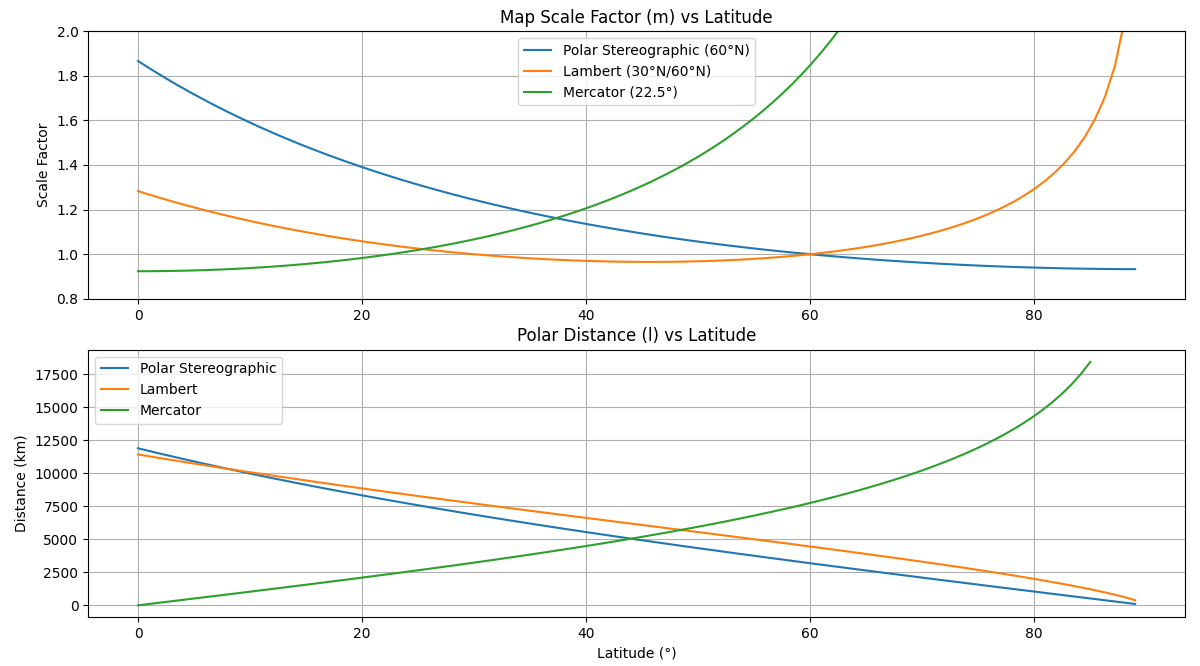 Map Scale Factor (m) vs Latitude
2.0
1.8
1.6
1.4
1.2
1.0
0.8
Scale Factor
Polar Stereographic (60°N)
Lambert (30°N/60°N)
Mercator (22.5°)
0 20 40 60 80
Polar Distance (l) vs Latitude
17500
15000
12500
10000
7500
5000
2500
0
Distance (km)
Polar Stereographic
Lambert
Mercator
0 20 40 60 80
Latitude (°)